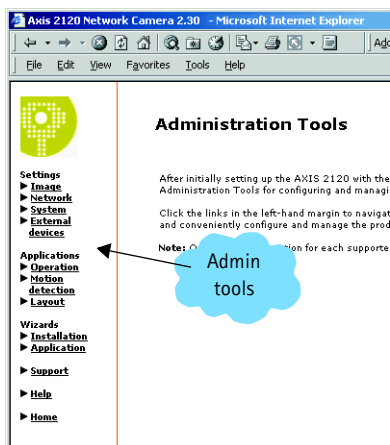 Axis 2120 Network Camera 2.30 - Microsoft Internet Explorer
File Edit View Favorites Tools Help
Administration Tools
Settings
Image
Network
System
External
devices
Applications
Operation
Motion
detection
Layout
Wizards
Installation
Application
Support
Help
Home
After initially setting up the AXIS 2120 with the
Administration Tools for configuring and managi
Click the links in the left-hand margin to navigat
and conveniently configure and manage the prod
Note: O tion for each supporte
Admin
tools